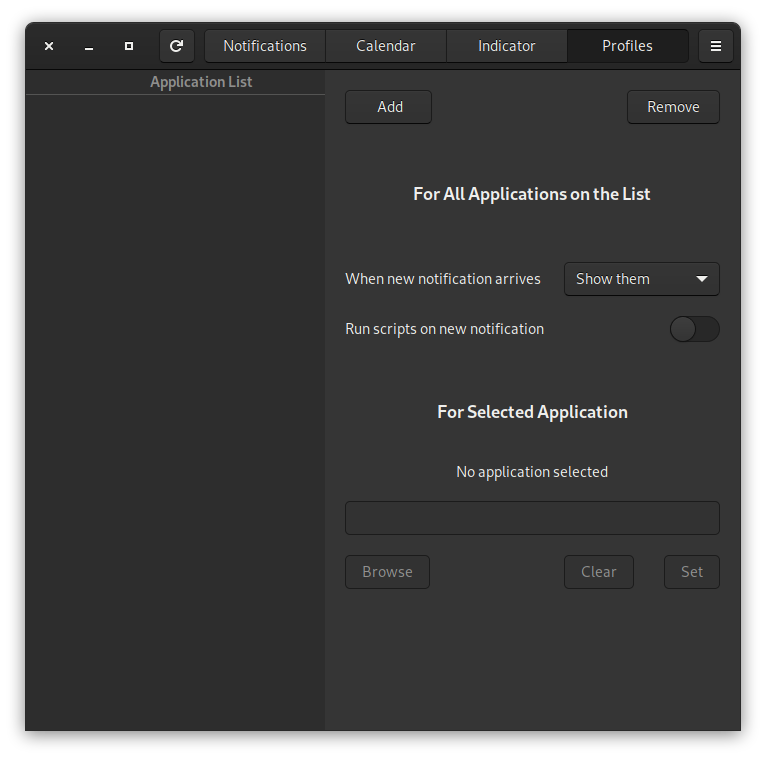 Notifications Calendar Indicator Profiles
Application List
Add Remove
For All Applications on the List
When new notification arrives Show them
Run scripts on new notification
For Selected Application
No application selected
Browse Clear Set